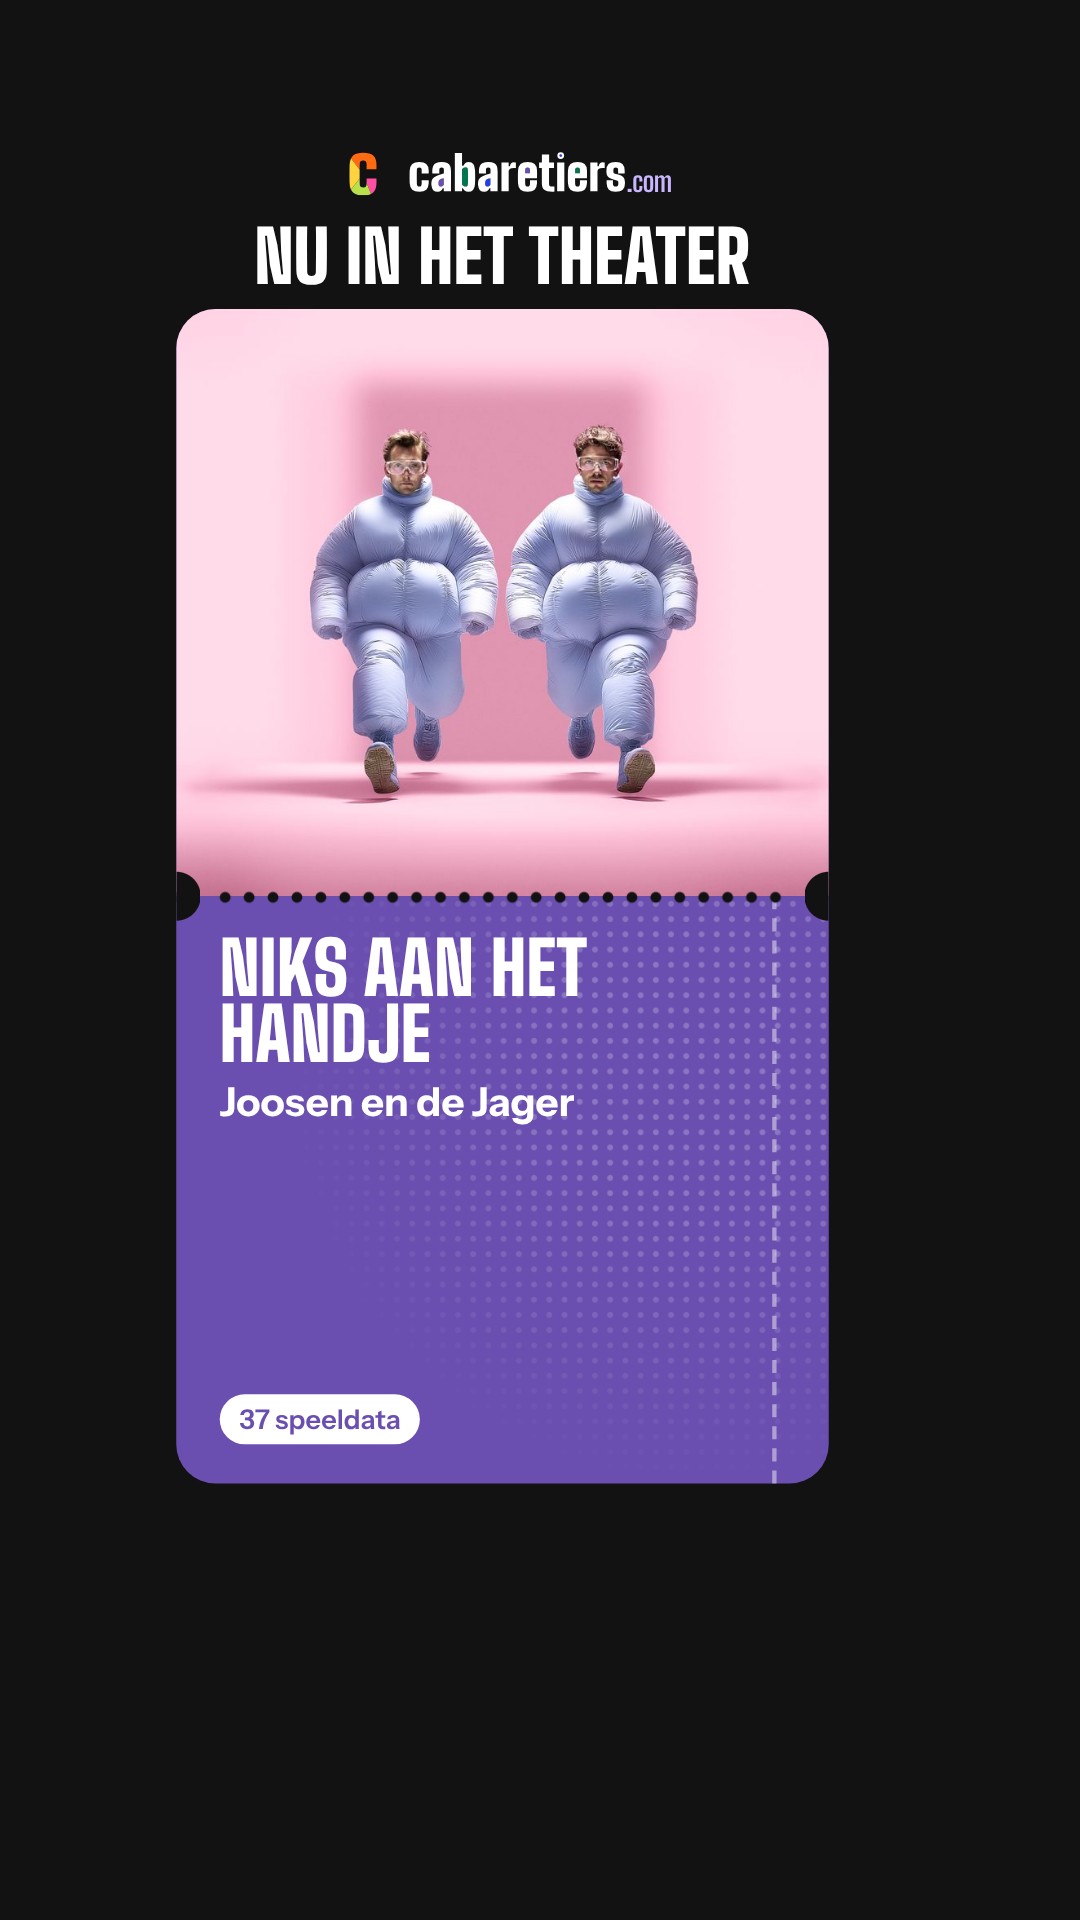 C cabaretiers.com
NU IN HET THEATER
NIKS AAN HET
HANDJE
Joosen en de Jager
37 speeldata